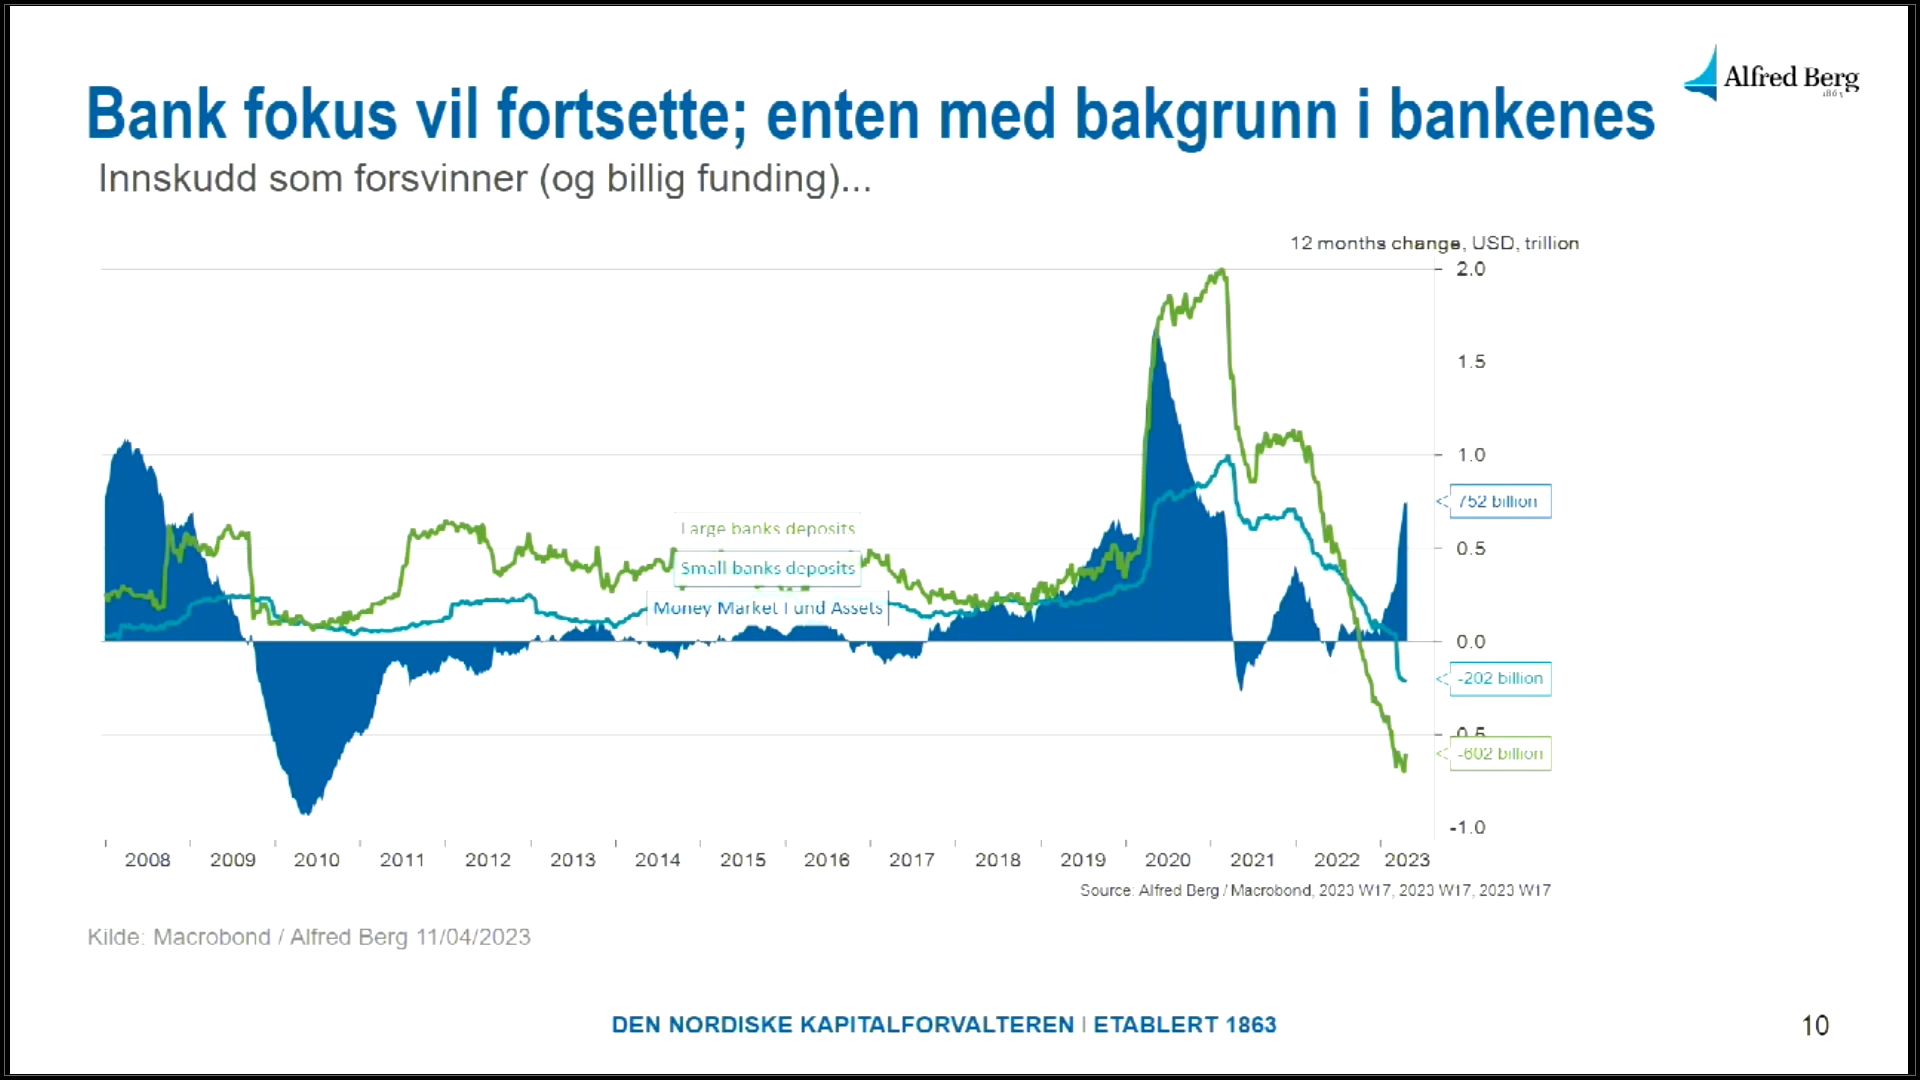 Alfred Berg
1863
Bank fokus vil fortsette; enten med bakgrunn i bankenes
Innskudd som forsvinner (og billig funding)...
12 months change, USD, trillion
2.0
1.5
1.0
752 billion
0.5
Large banks deposits
Small banks deposits
Money Market Fund Assets
0.0
-202 billion
0.5
-602 billion
-1.0
2008 2009 2010 2011 2012 2013 2014 2015 2016 2017 2018 2019 2020 2021 2022 2023
Source: Alfred Berg / Macrobond, 2023 W17, 2023 W17, 2023 W17
Kilde: Macrobond / Alfred Berg 11/04/2023
DEN NORDISKE KAPITALFORVALTEREN | ETABLERT 1863
10